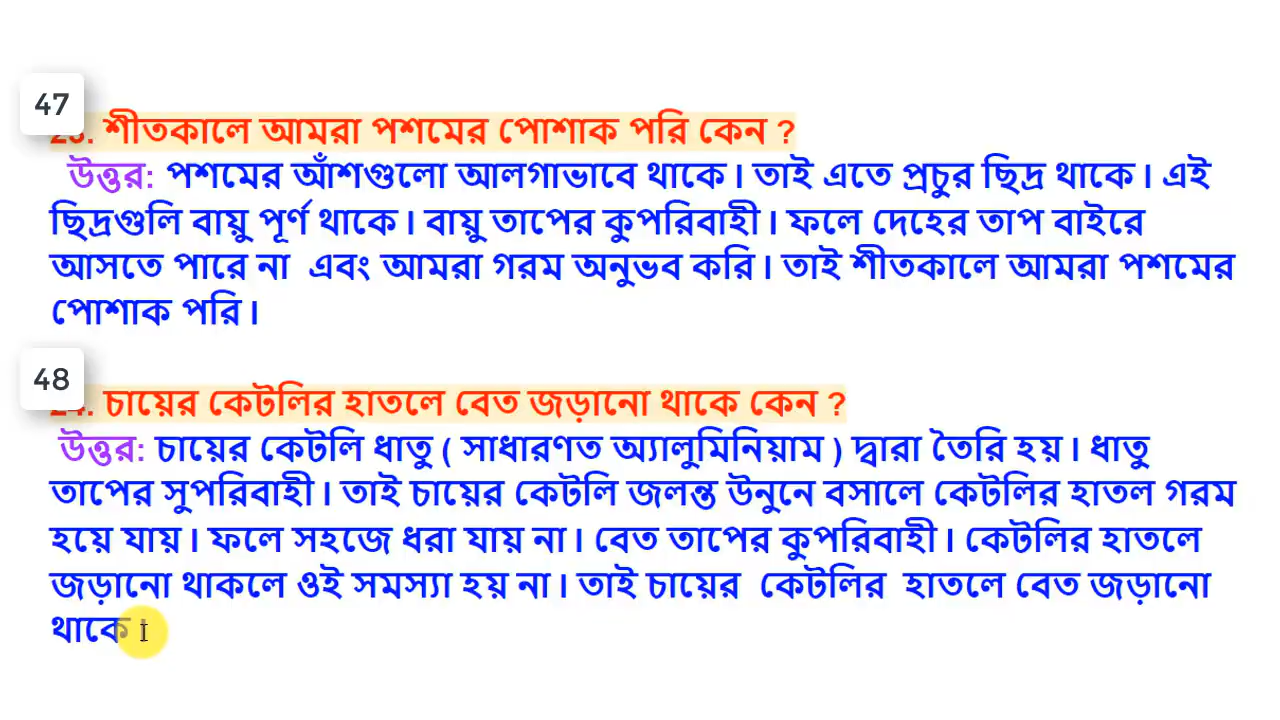 47
শীতকালে আমরা পশমের পোশাক পরি কেন ?
উত্তর: পশমের আঁশগুলো আলগাভাবে থাকে। তাই এতে প্রচুর ছিদ্র থাকে। এই
ছিদ্রগুলি বায়ু পূর্ণ থাকে। বায়ু তাপের কুপরিবাহী। ফলে দেহের তাপ বাইরে
আসতে পারে না এবং আমরা গরম অনুভব করি। তাই শীতকালে আমরা পশমের
পোশাক পরি।
48
চায়ের কেটলির হাতলে বেত জড়ানো থাকে কেন ?
উত্তর: চায়ের কেটলি ধাতু ( সাধারণত অ্যালুমিনিয়াম ) দ্বারা তৈরি হয়। ধাতু
তাপের সুপরিবাহী। তাই চায়ের কেটলি জলন্ত উনুনে বসালে কেটলির হাতল গরম
হয়ে যায়। ফলে সহজে ধরা যায় না। বেত তাপের কুপরিবাহী। কেটলির হাতলে
জড়ানো থাকলে ওই সমস্যা হয় না। তাই চায়ের কেটলির হাতলে বেত জড়ানো
থাকে।